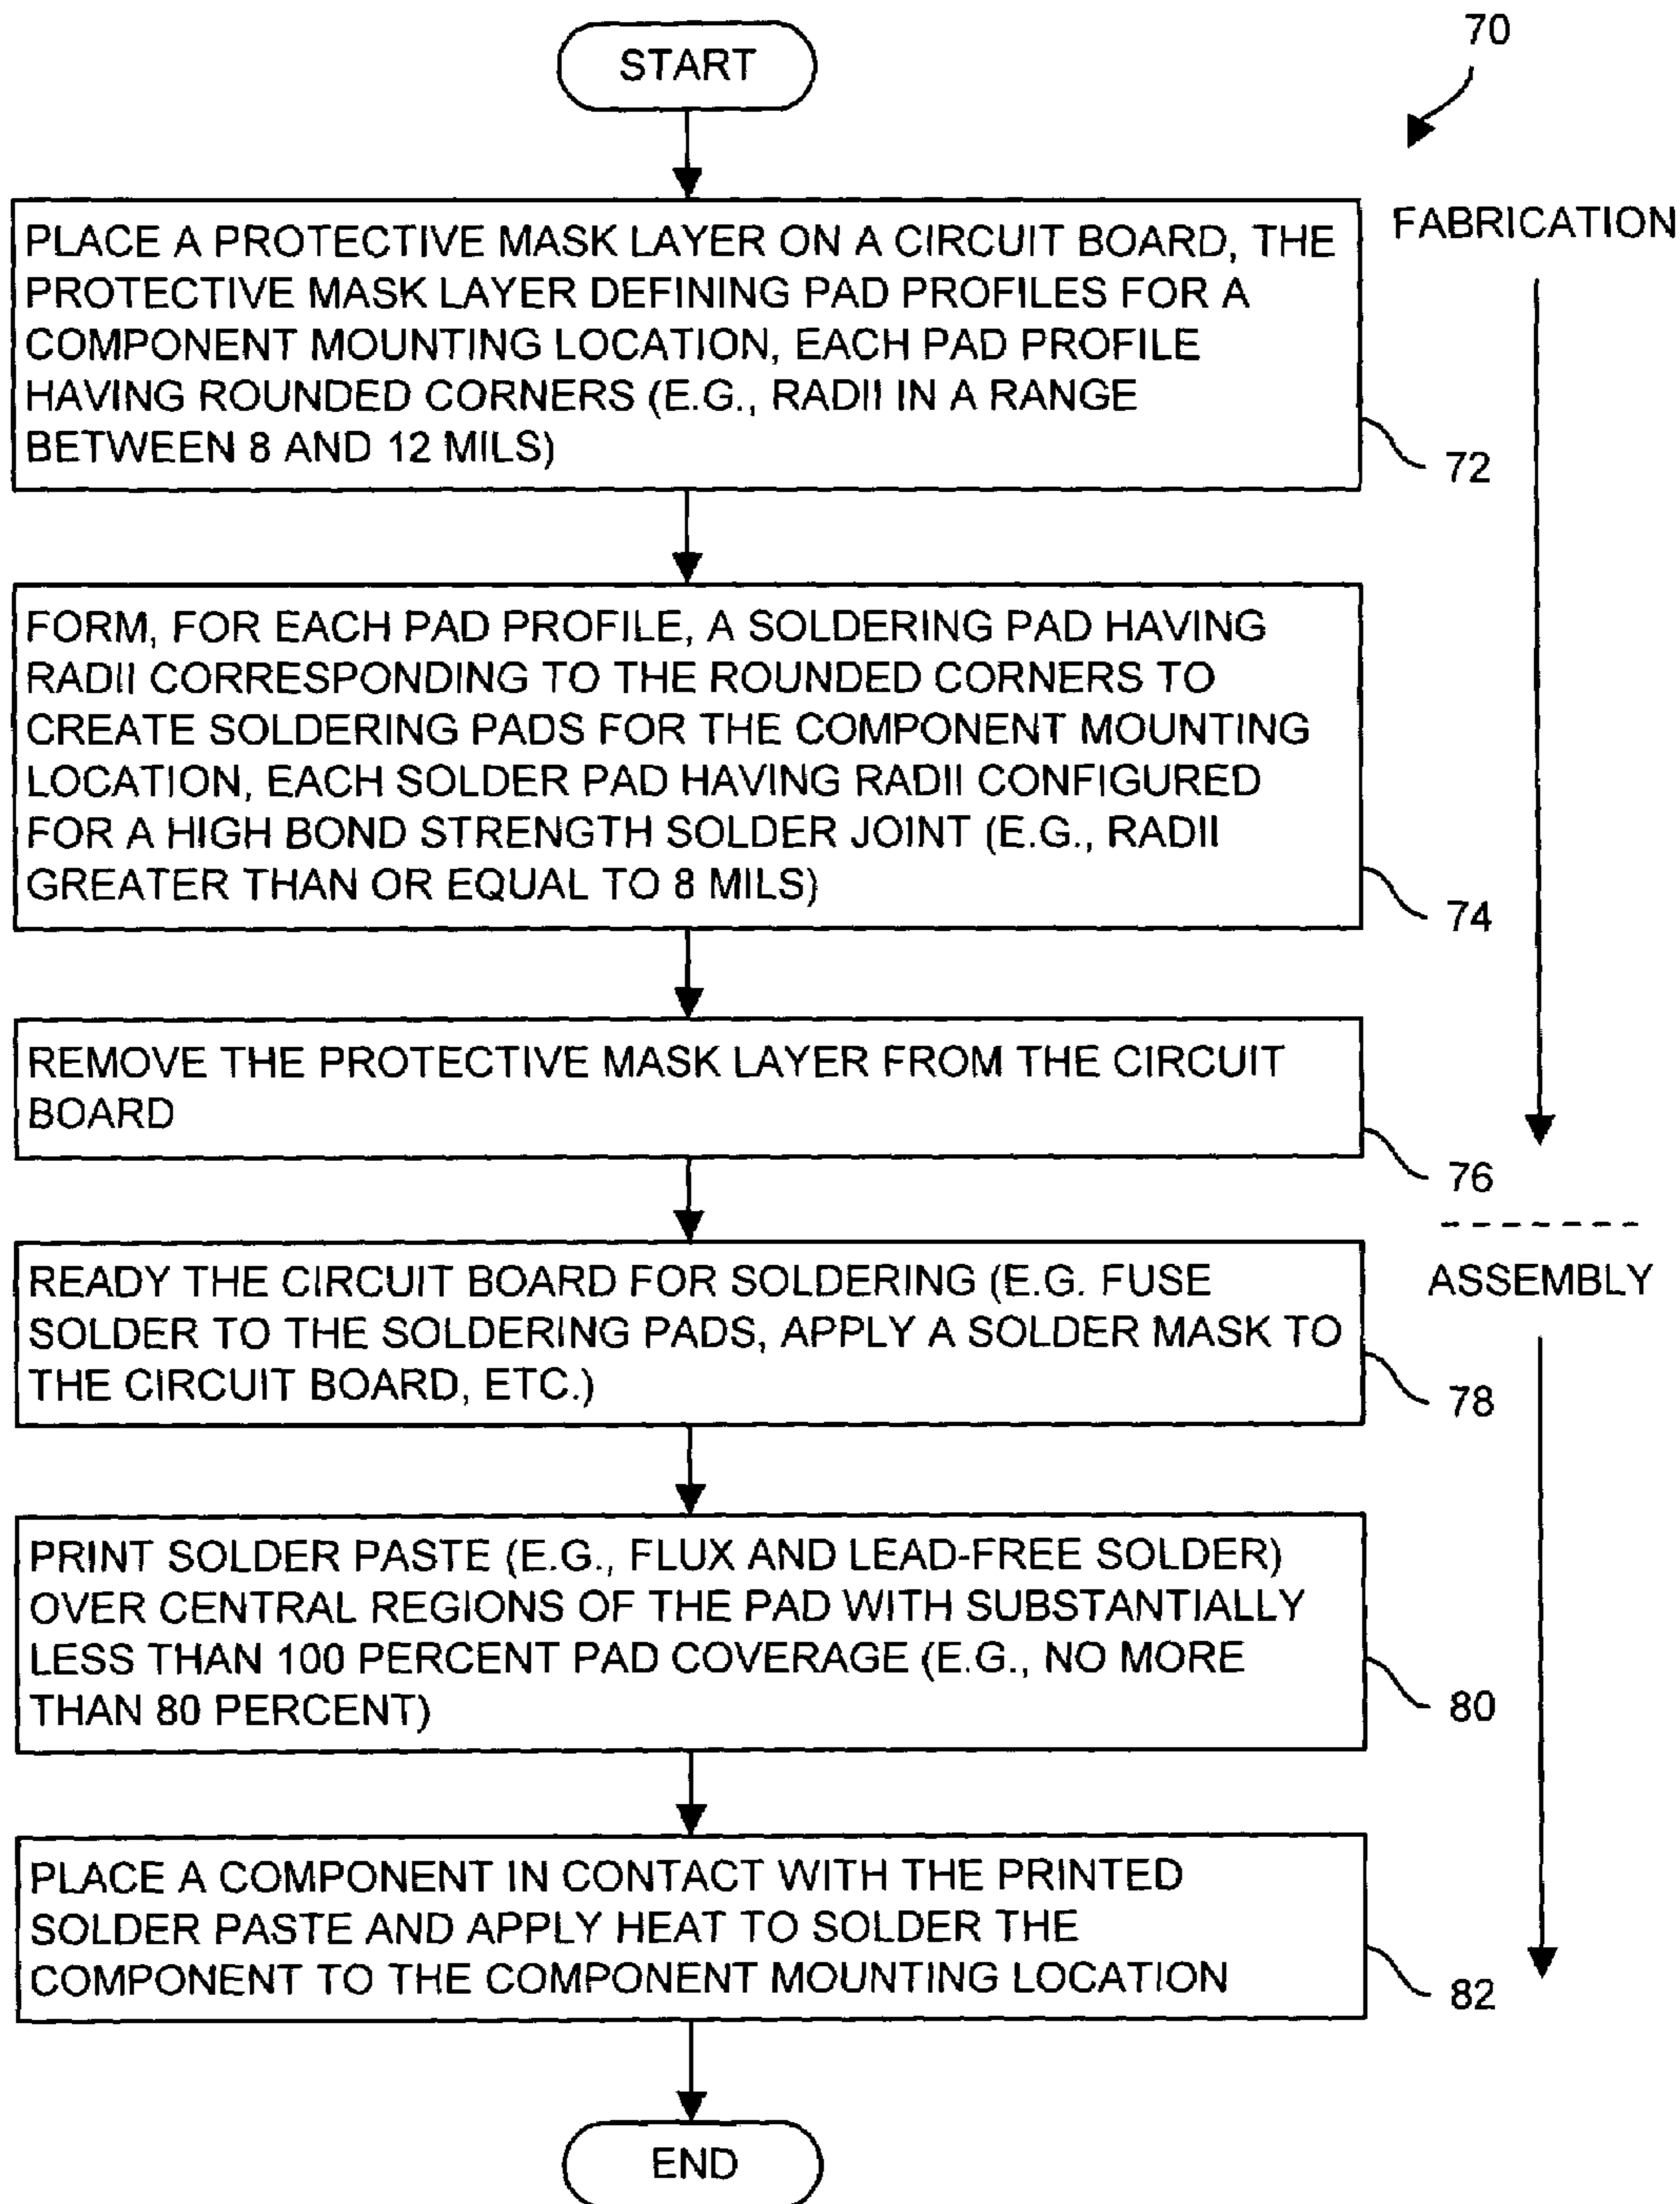 START
70
FABRICATION
PLACE A PROTECTIVE MASK LAYER ON A CIRCUIT BOARD, THE
PROTECTIVE MASK LAYER DEFINING PAD PROFILES FOR A
COMPONENT MOUNTING LOCATION, EACH PAD PROFILE
HAVING ROUNDED CORNERS (E.G., RADII IN A RANGE
BETWEEN 8 AND 12 MILS)
72
FORM, FOR EACH PAD PROFILE, A SOLDERING PAD HAVING
RADII CORRESPONDING TO THE ROUNDED CORNERS TO
CREATE SOLDERING PADS FOR THE COMPONENT MOUNTING
LOCATION, EACH SOLDER PAD HAVING RADII CONFIGURED
FOR A HIGH BOND STRENGTH SOLDER JOINT (E.G., RADII
GREATER THAN OR EQUAL TO 8 MILS)
74
REMOVE THE PROTECTIVE MASK LAYER FROM THE CIRCUIT
BOARD
76
ASSEMBLY
READY THE CIRCUIT BOARD FOR SOLDERING (E.G. FUSE
SOLDER TO THE SOLDERING PADS, APPLY A SOLDER MASK TO
THE CIRCUIT BOARD, ETC.)
78
PRINT SOLDER PASTE (E.G., FLUX AND LEAD-FREE SOLDER)
OVER CENTRAL REGIONS OF THE PAD WITH SUBSTANTIALLY
LESS THAN 100 PERCENT PAD COVERAGE (E.G., NO MORE
THAN 80 PERCENT)
80
PLACE A COMPONENT IN CONTACT WITH THE PRINTED
SOLDER PASTE AND APPLY HEAT TO SOLDER THE
COMPONENT TO THE COMPONENT MOUNTING LOCATION
82
END